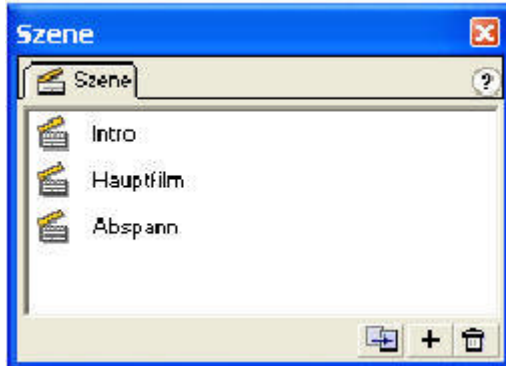 Szene
Szene
?
Intro
Hauptfilm
Abspann